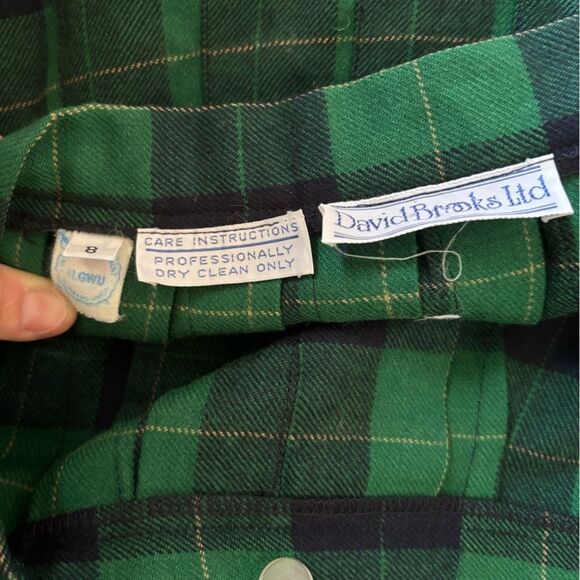 8
ILGWU
CARE INSTRUCTIONS
PROFESSIONALLY
DRY CLEAN ONLY
David Brooks Ltd